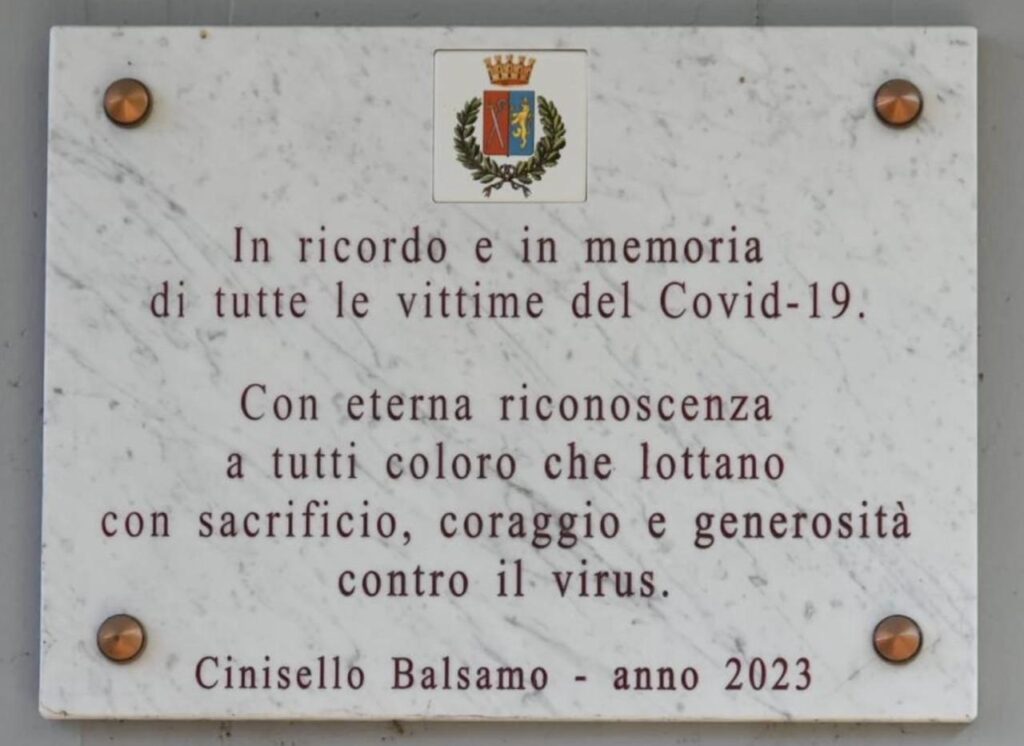 In ricordo e in memoria
di tutte le vittime del Covid-19.
Con eterna riconoscenza
a tutti coloro che lottano
con sacrificio, coraggio e generosità
contro il virus.
Cinisello Balsamo - anno 2023